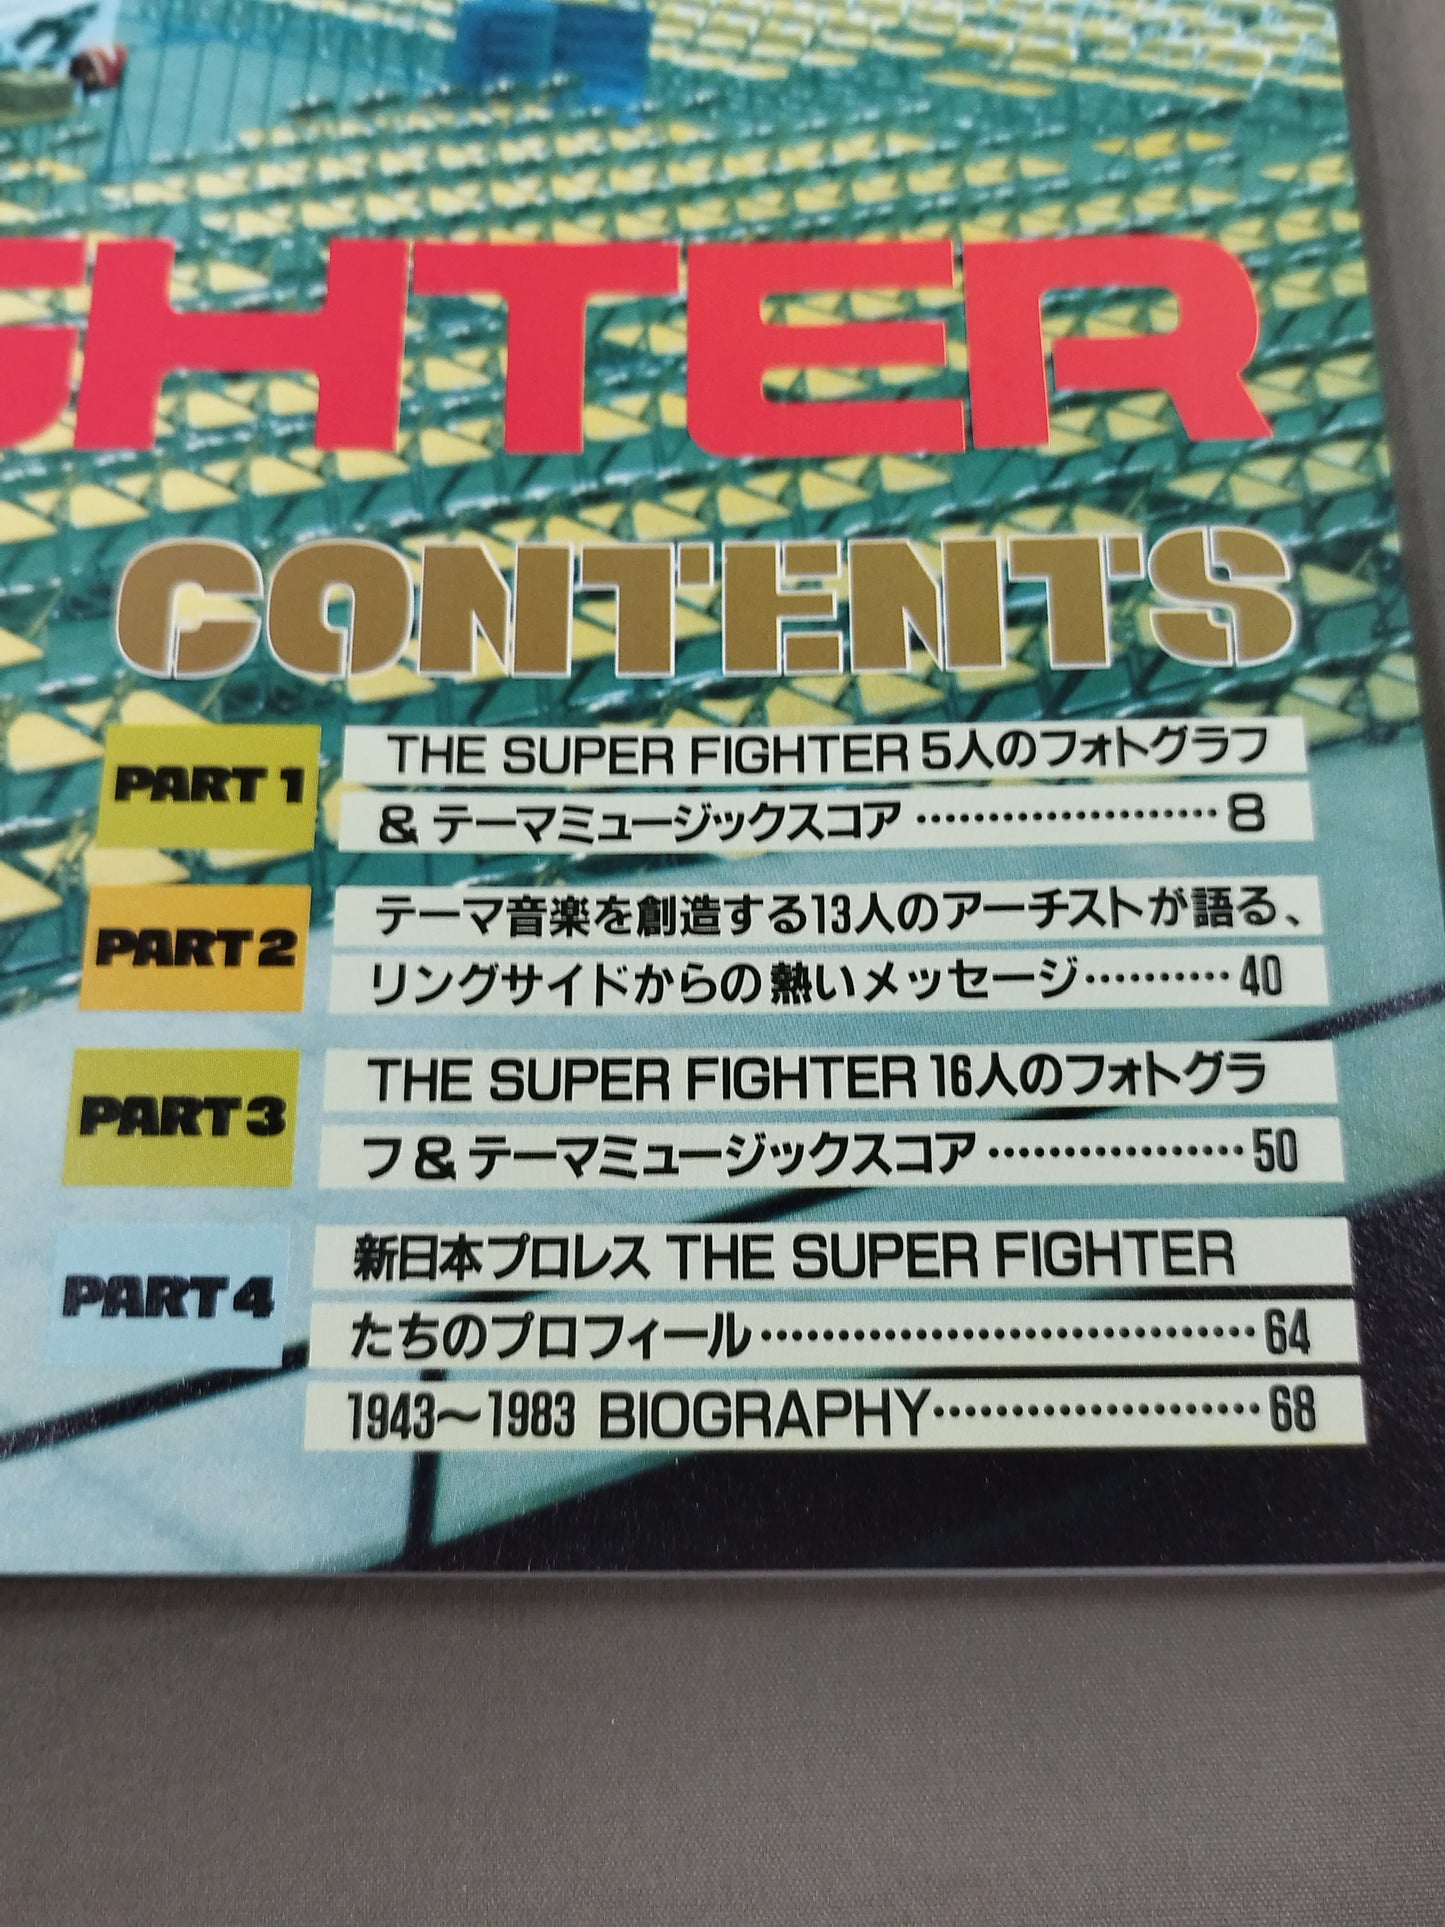 GHTER
CONTENTS
PART 1
THE SUPER FIGHTER 5人のフォトグラフ
& テーマミュージックスコア ····················· 8
PART 2
テーマ音楽を創造する13人のアーチストが語る、
リングサイドからの熱いメッセージ·········· 40
PART 3
THE SUPER FIGHTER 16人のフォトグラ
フ & テーマミュージックスコア ················· 50
PART 4
新日本プロレス THE SUPER FIGHTER
たちのプロフィール································· 64
1943〜1983 BIOGRAPHY····················· 68